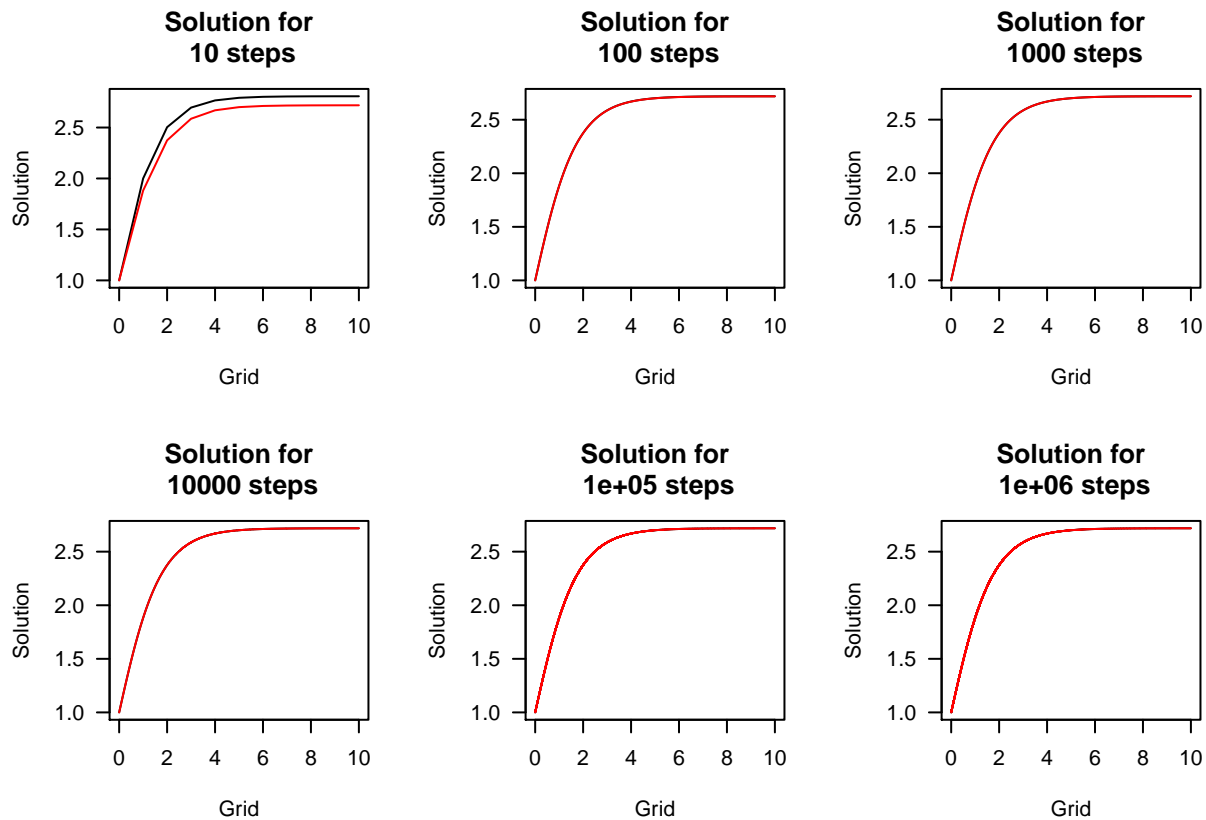 Solution for
10 steps
Solution
2.5
2.0
1.5
1.0
0 2 4 6 8 10
Grid
Solution for
100 steps
Solution
2.5
2.0
1.5
1.0
0 2 4 6 8 10
Grid
Solution for
1000 steps
Solution
2.5
2.0
1.5
1.0
0 2 4 6 8 10
Grid
Solution for
10000 steps
Solution
2.5
2.0
1.5
1.0
0 2 4 6 8 10
Grid
Solution for
1e+05 steps
Solution
2.5
2.0
1.5
1.0
0 2 4 6 8 10
Grid
Solution for
1e+06 steps
Solution
2.5
2.0
1.5
1.0
0 2 4 6 8 10
Grid